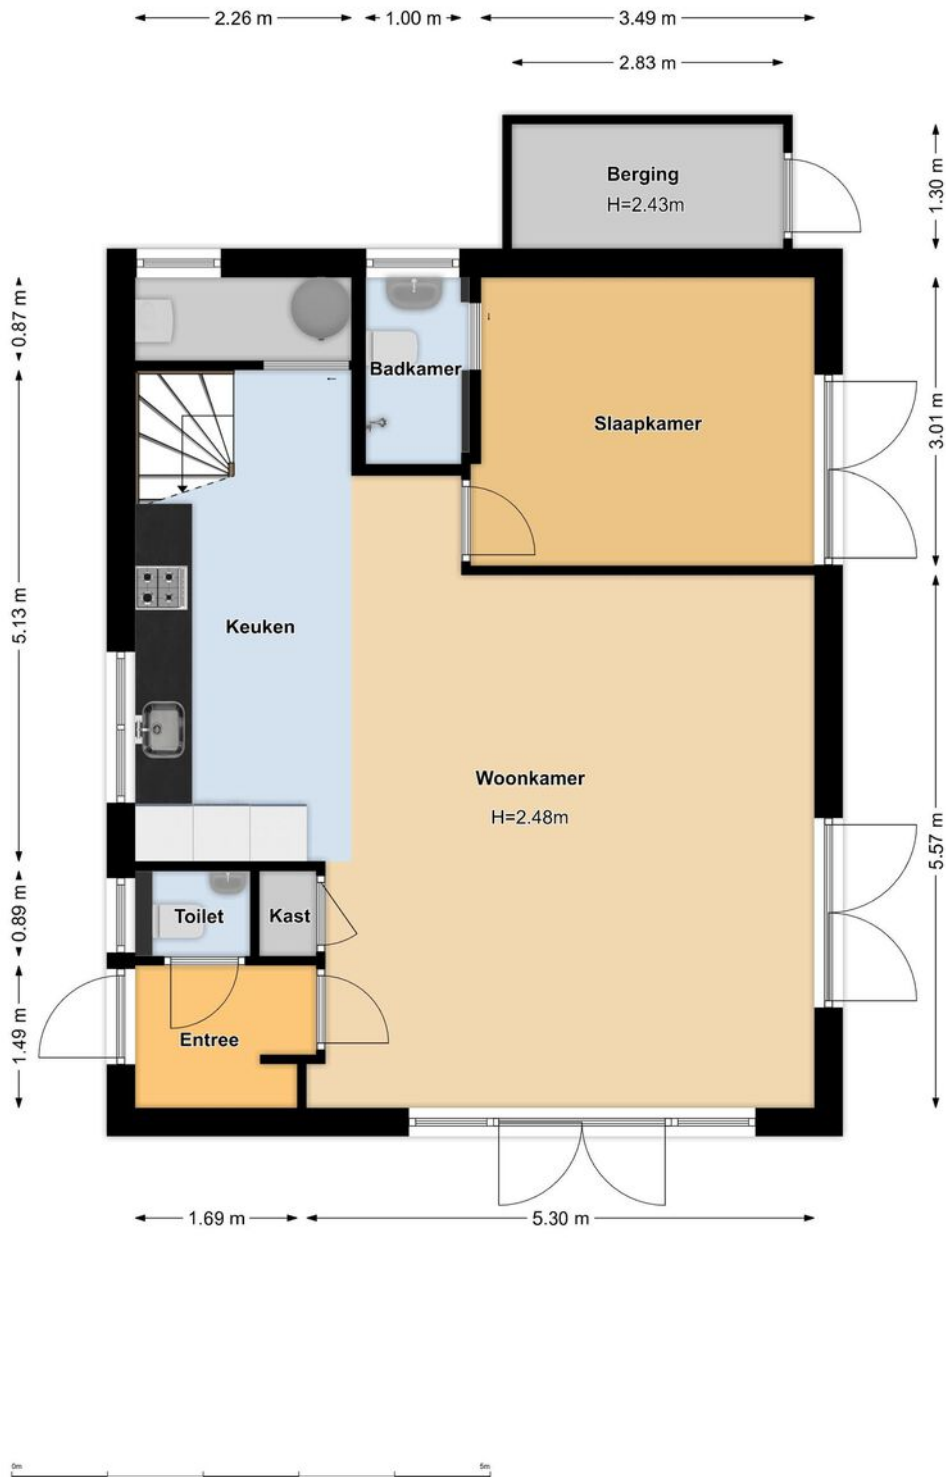 2.26 m
1.00 m
3.49 m
2.83 m
1.30 m
Berging
H=2.43m
0.87 m
Badkamer
Slaapkamer
3.01 m
5.13 m
Keuken
Woonkamer
H=2.48m
5.57 m
0.89 m
Toilet
Kast
1.49 m
Entree
1.69 m
5.30 m
0m
5m